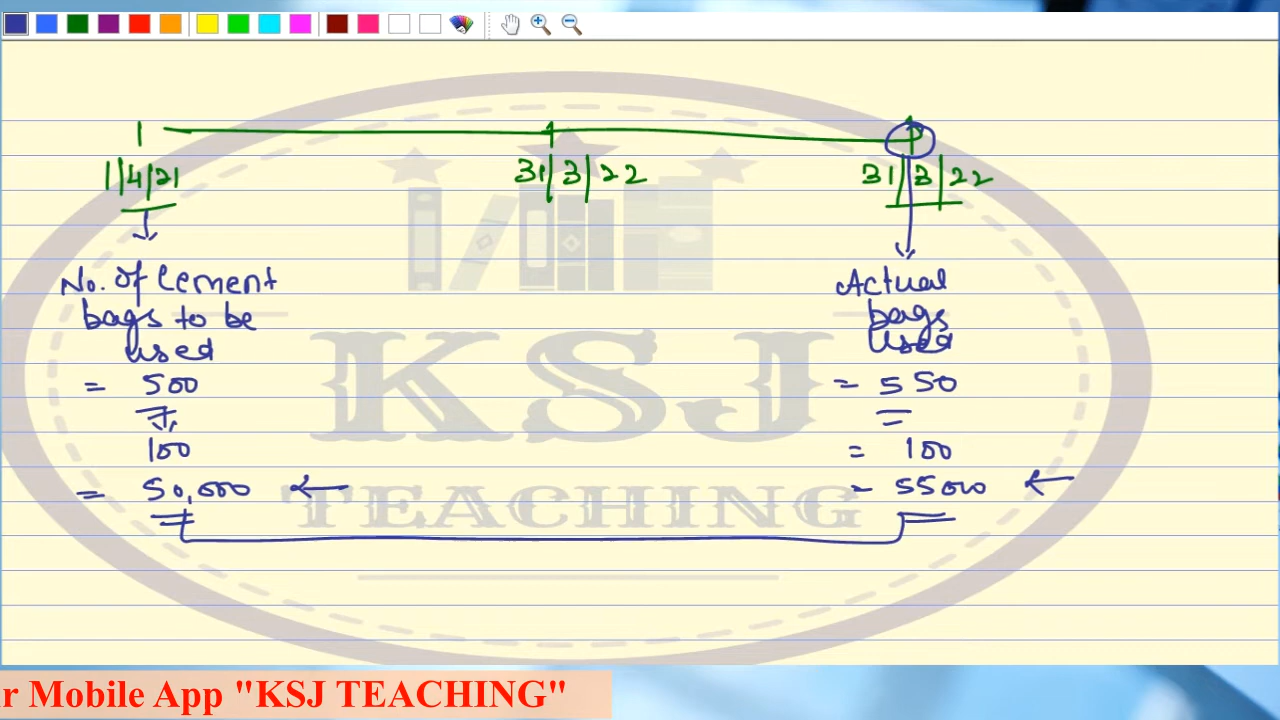 1|4|21 31|3|22 31|3|22
No. Of Cement
bags to be
used
= 500
100
= 50,000
Actual
bags
Used
= 550
= 100
= 55000
KSJ
TEACHING
r Mobile App "KSJ TEACHING"